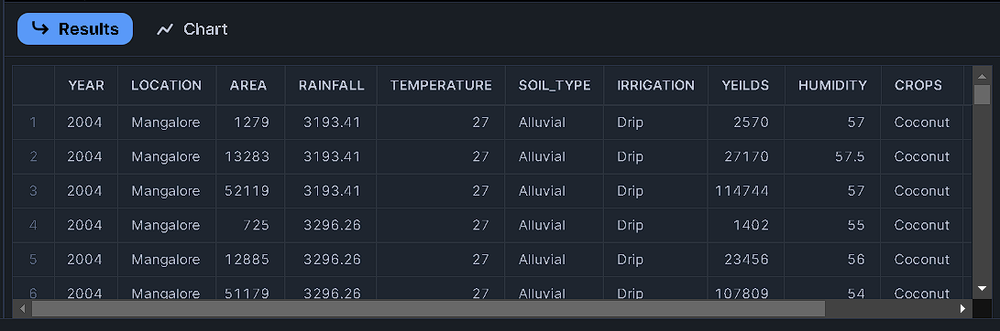 Results Chart
YEAR LOCATION AREA RAINFALL TEMPERATURE SOIL_TYPE IRRIGATION YEILDS HUMIDITY CROPS
1 2004 Mangalore 1279 3193.41 27 Alluvial Drip 2570 57 Coconut
2 2004 Mangalore 13283 3193.41 27 Alluvial Drip 27170 57.5 Coconut
3 2004 Mangalore 52119 3193.41 27 Alluvial Drip 114744 57 Coconut
4 2004 Mangalore 725 3296.26 27 Alluvial Drip 1402 55 Coconut
5 2004 Mangalore 12885 3296.26 27 Alluvial Drip 23456 56 Coconut
6 2004 Mangalore 51179 3296.26 27 Alluvial Drip 107809 54 Coconut